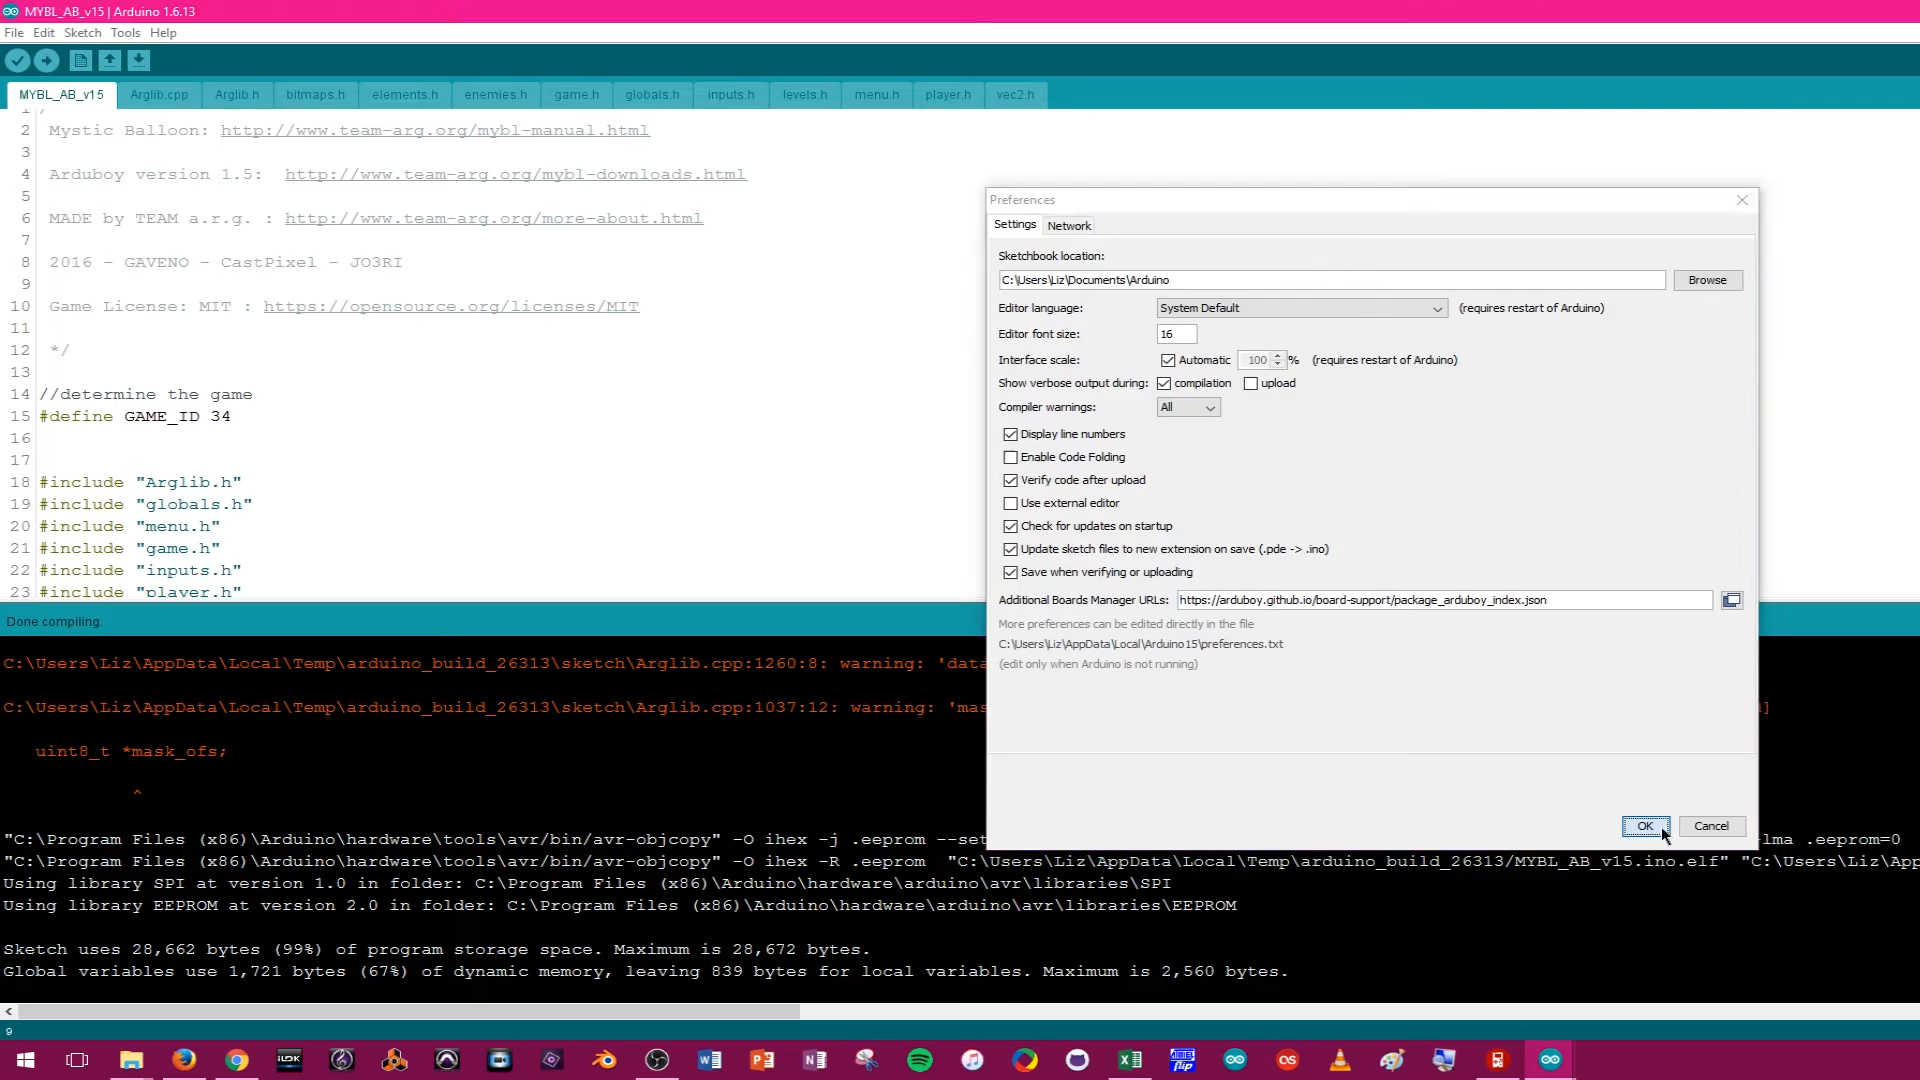 MYBL_AB_v15 | Arduino 1.6.13
File Edit Sketch Tools Help
MYBL_AB_v15 Arglib.cpp Arglib.h bitmaps.h elements.h enemies.h game.h globals.h inputs.h levels.h menu.h player.h vec2.h
2 Mystic Balloon: http://www.team-arg.org/mybl-manual.html
3
4 Arduboy version 1.5: http://www.team-arg.org/mybl-downloads.html
5
6 MADE by TEAM a.r.g. : http://www.team-arg.org/more-about.html
7
8 2016 - GAVENO - CastPixel - JO3RI
9
10 Game License: MIT : https://opensource.org/licenses/MIT
11
12 */
13
14 //determine the game
15 #define GAME_ID 34
16
17
18 #include "Arglib.h"
19 #include "globals.h"
20 #include "menu.h"
21 #include "game.h"
22 #include "inputs.h"
23 #include "player.h"
Preferences
Settings Network
Sketchbook location:
C:\Users\Liz\Documents\Arduino Browse
Editor language: System Default (requires restart of Arduino)
Editor font size: 16
Interface scale: Automatic 100 % (requires restart of Arduino)
Show verbose output during: compilation upload
Compiler warnings: All
Display line numbers
Enable Code Folding
Verify code after upload
Use external editor
Check for updates on startup
Update sketch files to new extension on save (.pde -> .ino)
Save when verifying or uploading
Additional Boards Manager URLs: https://arduboy.github.io/board-support/package_arduboy_index.json
More preferences can be edited directly in the file
C:\Users\Liz\AppData\Local\Arduino15\preferences.txt
(edit only when Arduino is not running)
OK Cancel
Done compiling.
C:\Users\Liz\AppData\Local\Temp\arduino_build_26313\sketch\Arglib.cpp:1260:8: warning: 'data
C:\Users\Liz\AppData\Local\Temp\arduino_build_26313\sketch\Arglib.cpp:1037:12: warning: 'mas ]
uint8_t *mask_ofs;
^
"C:\Program Files (x86)\Arduino\hardware\tools\avr/bin/avr-objcopy" -O ihex -j .eeprom --set lma .eeprom=0
"C:\Program Files (x86)\Arduino\hardware\tools\avr/bin/avr-objcopy" -O ihex -R .eeprom "C:\Users\Liz\AppData\Local\Temp\arduino_build_26313/MYBL_AB_v15.ino.elf" "C:\Users\Liz\Ap
Using library SPI at version 1.0 in folder: C:\Program Files (x86)\Arduino\hardware\arduino\avr\libraries\SPI
Using library EEPROM at version 2.0 in folder: C:\Program Files (x86)\Arduino\hardware\arduino\avr\libraries\EEPROM
Sketch uses 28,662 bytes (99%) of program storage space. Maximum is 28,672 bytes.
Global variables use 1,721 bytes (67%) of dynamic memory, leaving 839 bytes for local variables. Maximum is 2,560 bytes.
9